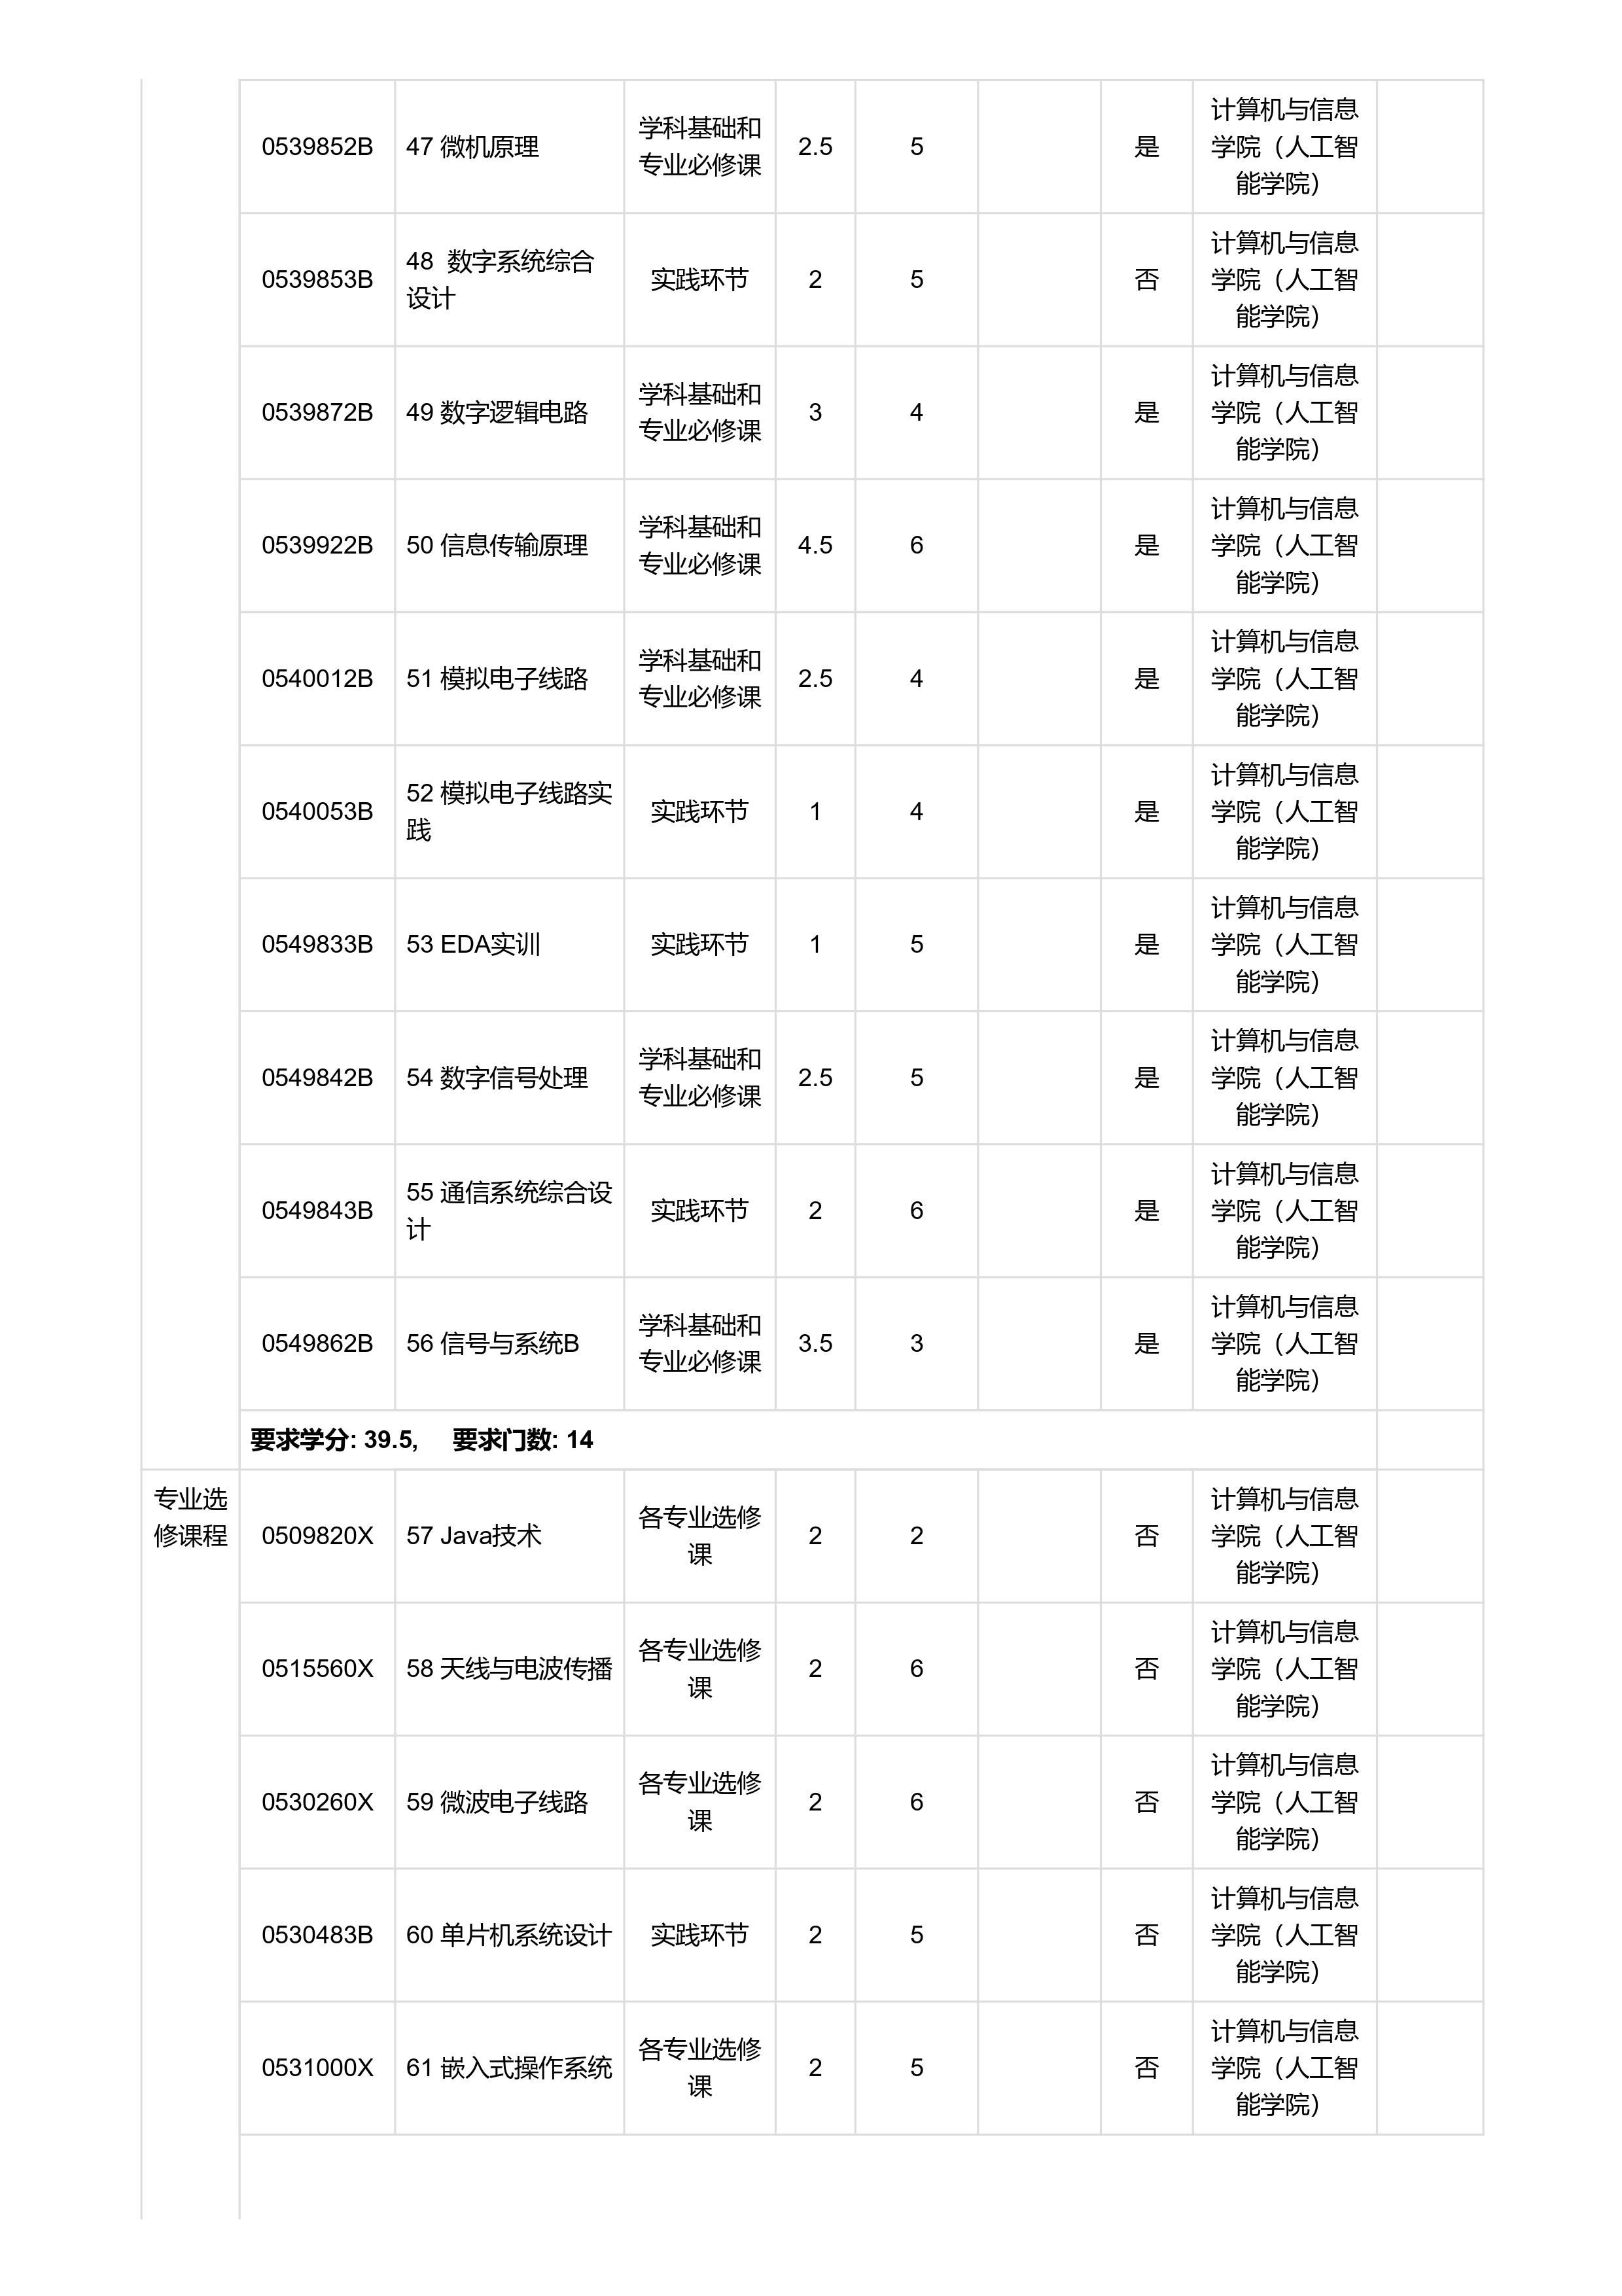 0539852B 47 微机原理 学科基础和专业必修课 2.5 5 是 计算机与信息学院（人工智能学院）
0539853B 48 数字系统综合设计 实践环节 2 5 否 计算机与信息学院（人工智能学院）
0539872B 49 数字逻辑电路 学科基础和专业必修课 3 4 是 计算机与信息学院（人工智能学院）
0539922B 50 信息传输原理 学科基础和专业必修课 4.5 6 是 计算机与信息学院（人工智能学院）
0540012B 51 模拟电子线路 学科基础和专业必修课 2.5 4 是 计算机与信息学院（人工智能学院）
0540053B 52 模拟电子线路实践 实践环节 1 4 是 计算机与信息学院（人工智能学院）
0549833B 53 EDA实训 实践环节 1 5 是 计算机与信息学院（人工智能学院）
0549842B 54 数字信号处理 学科基础和专业必修课 2.5 5 是 计算机与信息学院（人工智能学院）
0549843B 55 通信系统综合设计 实践环节 2 6 是 计算机与信息学院（人工智能学院）
0549862B 56 信号与系统B 学科基础和专业必修课 3.5 3 是 计算机与信息学院（人工智能学院）
要求学分: 39.5, 要求门数: 14
专业选修课程 0509820X 57 Java技术 各专业选修课 2 2 否 计算机与信息学院（人工智能学院）
0515560X 58 天线与电波传播 各专业选修课 2 6 否 计算机与信息学院（人工智能学院）
0530260X 59 微波电子线路 各专业选修课 2 6 否 计算机与信息学院（人工智能学院）
0530483B 60 单片机系统设计 实践环节 2 5 否 计算机与信息学院（人工智能学院）
0531000X 61 嵌入式操作系统 各专业选修课 2 5 否 计算机与信息学院（人工智能学院）